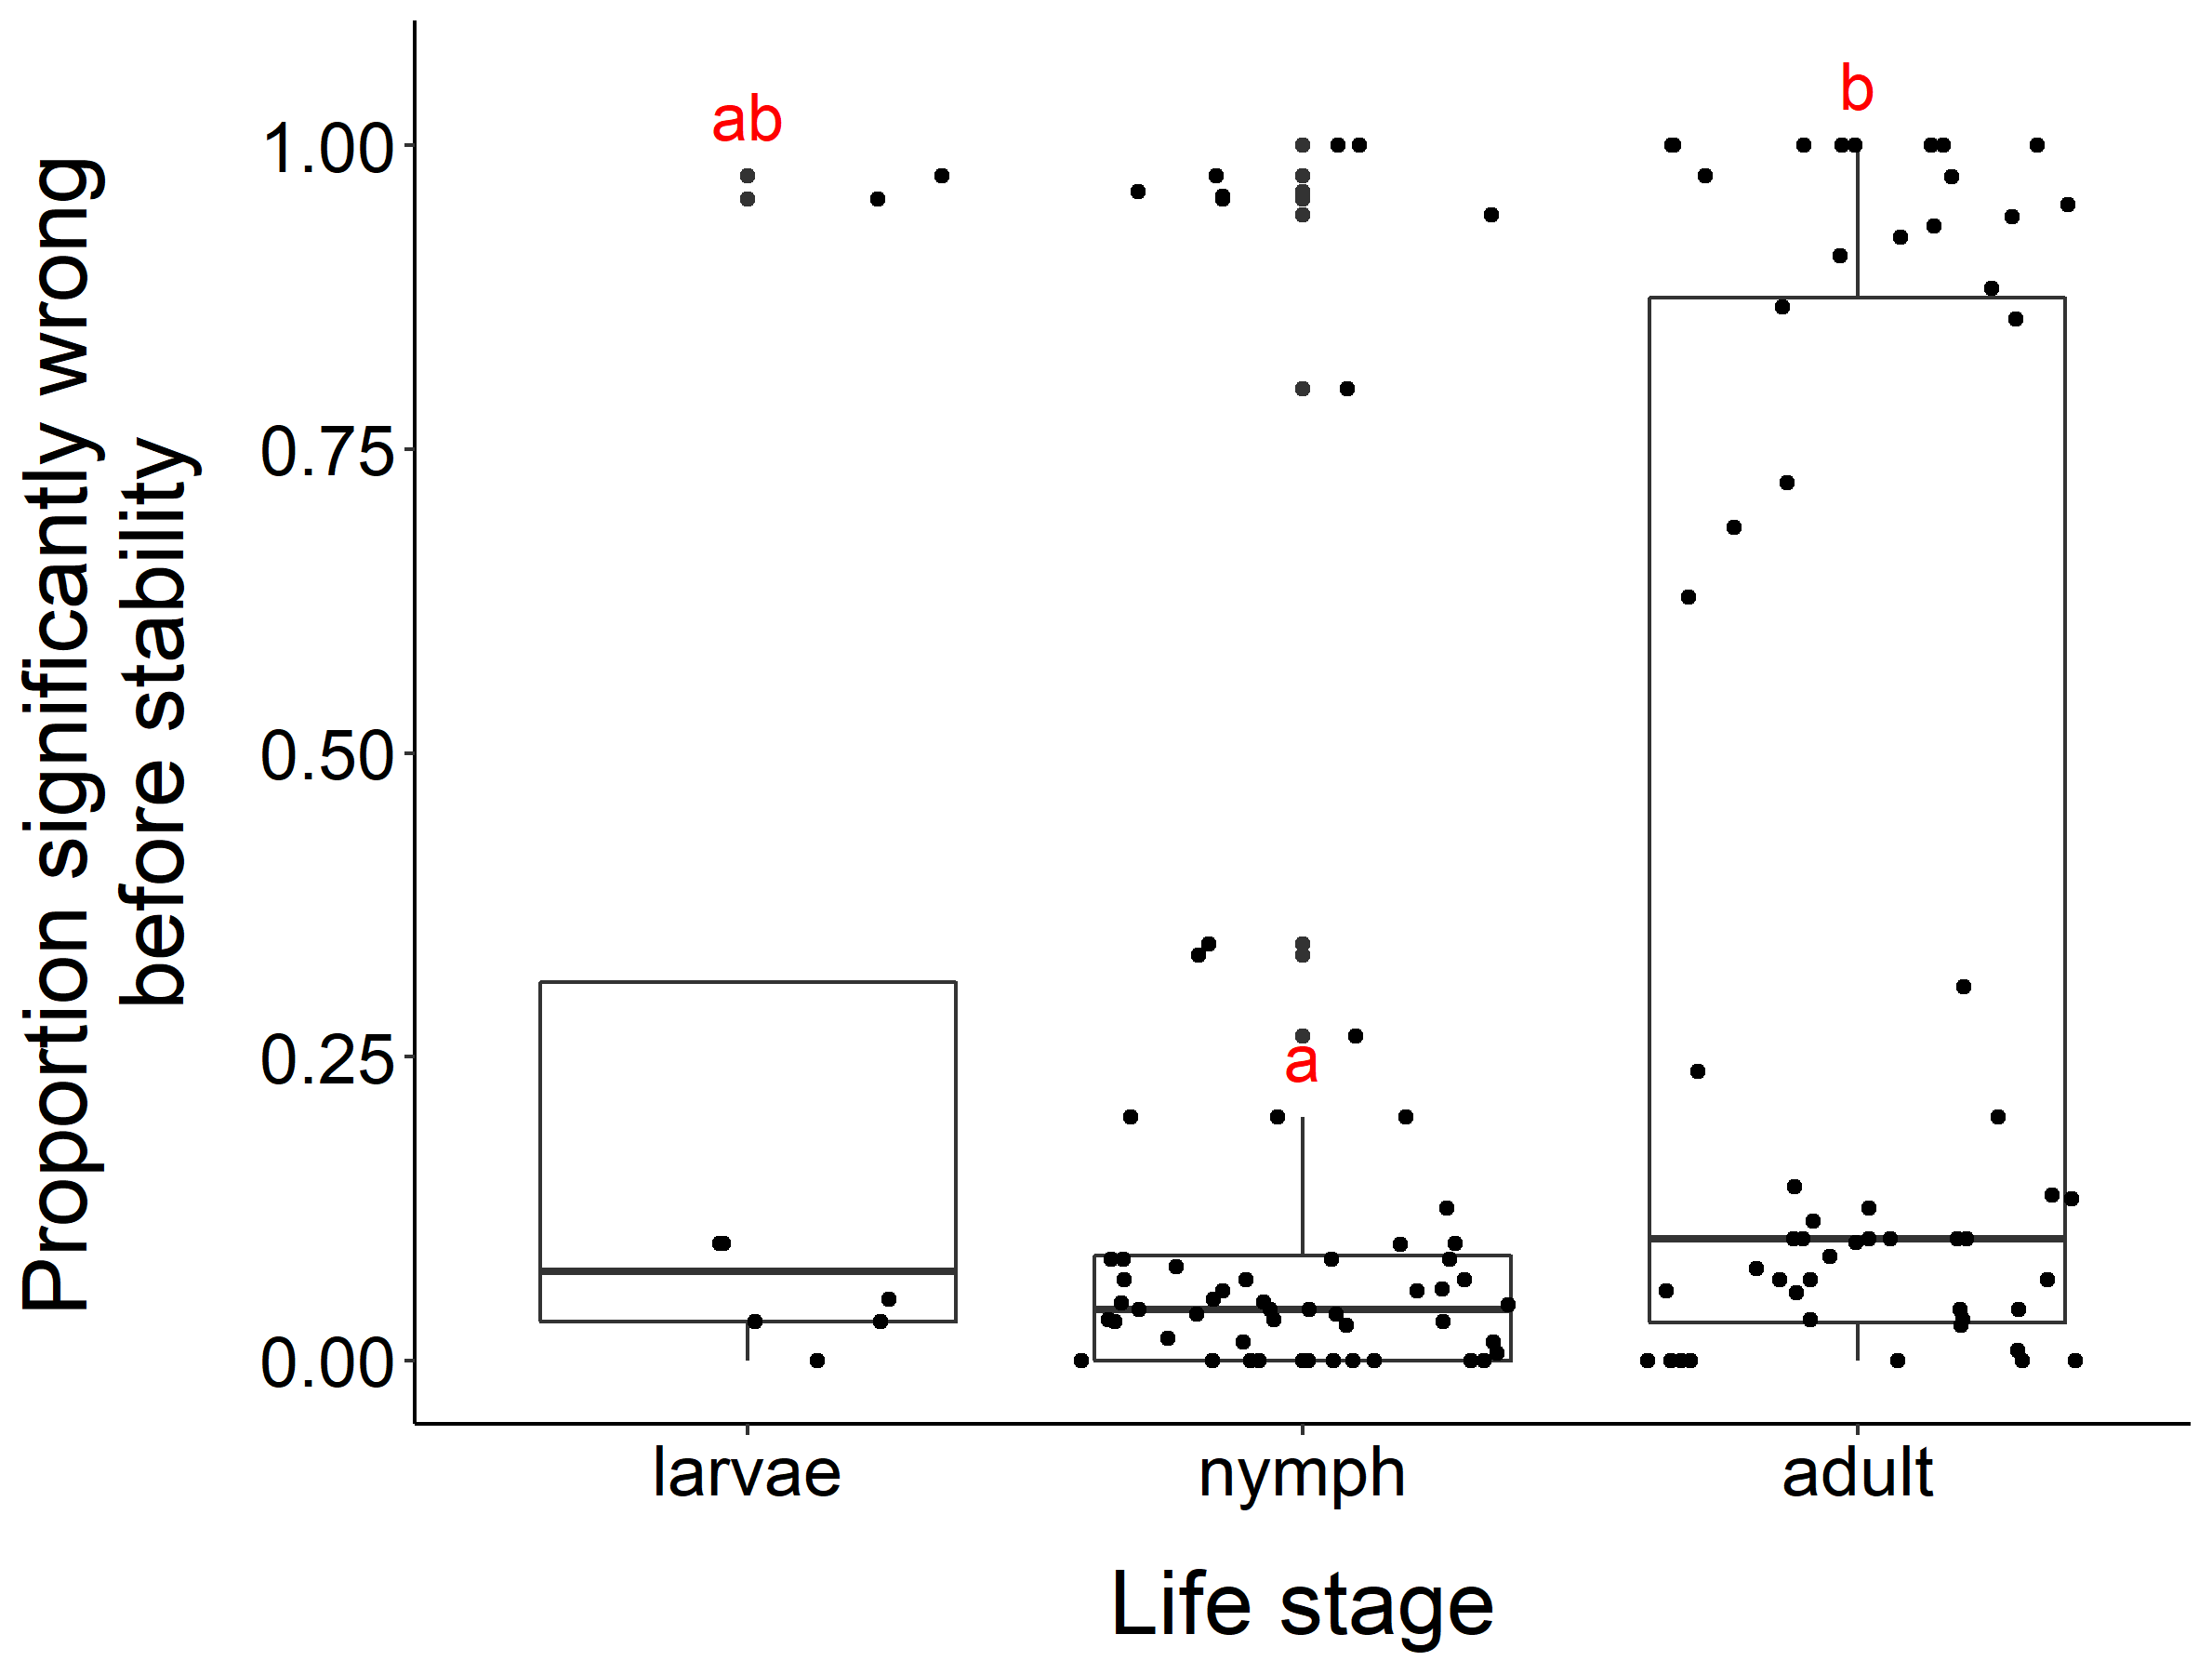 Proportion significantly wrong
before stability
1.00
0.75
0.50
0.25
0.00
ab
a
b
larvae
nymph
adult
Life stage